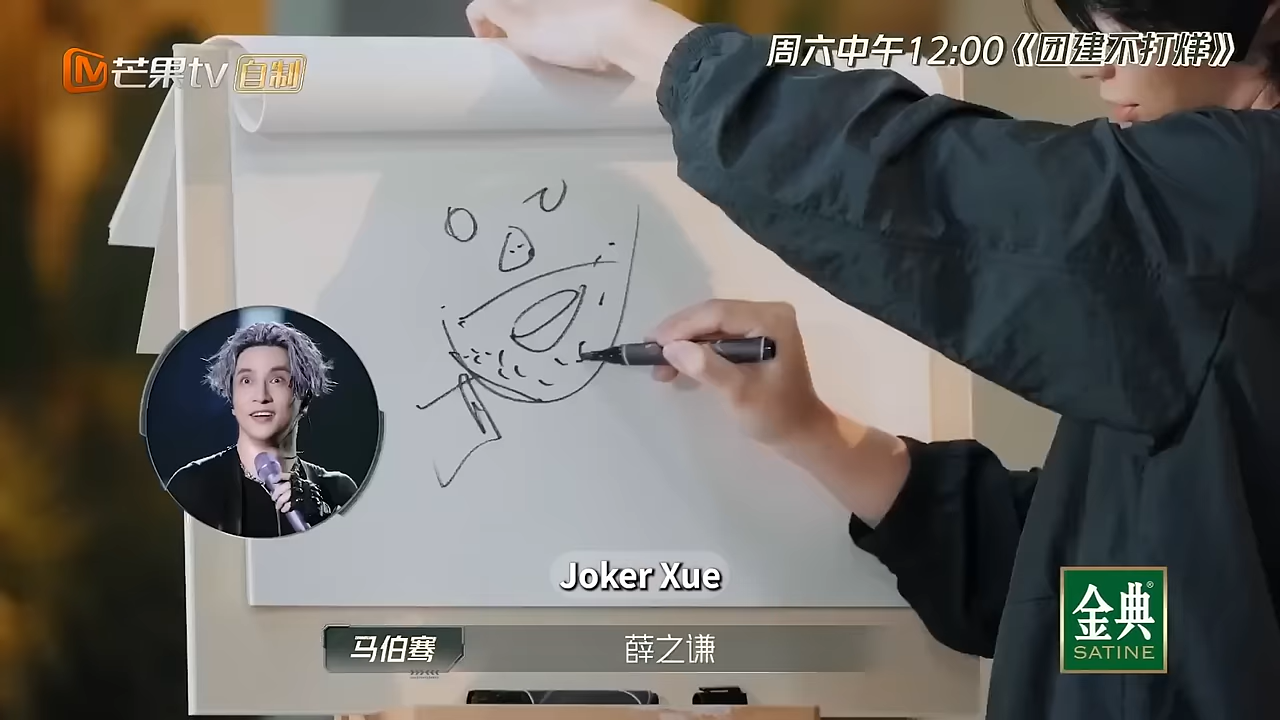 芒果tv 自制
周六中午12:00《团建不打烊》
Joker Xue
马伯骞 薛之谦
金典®
SATINE